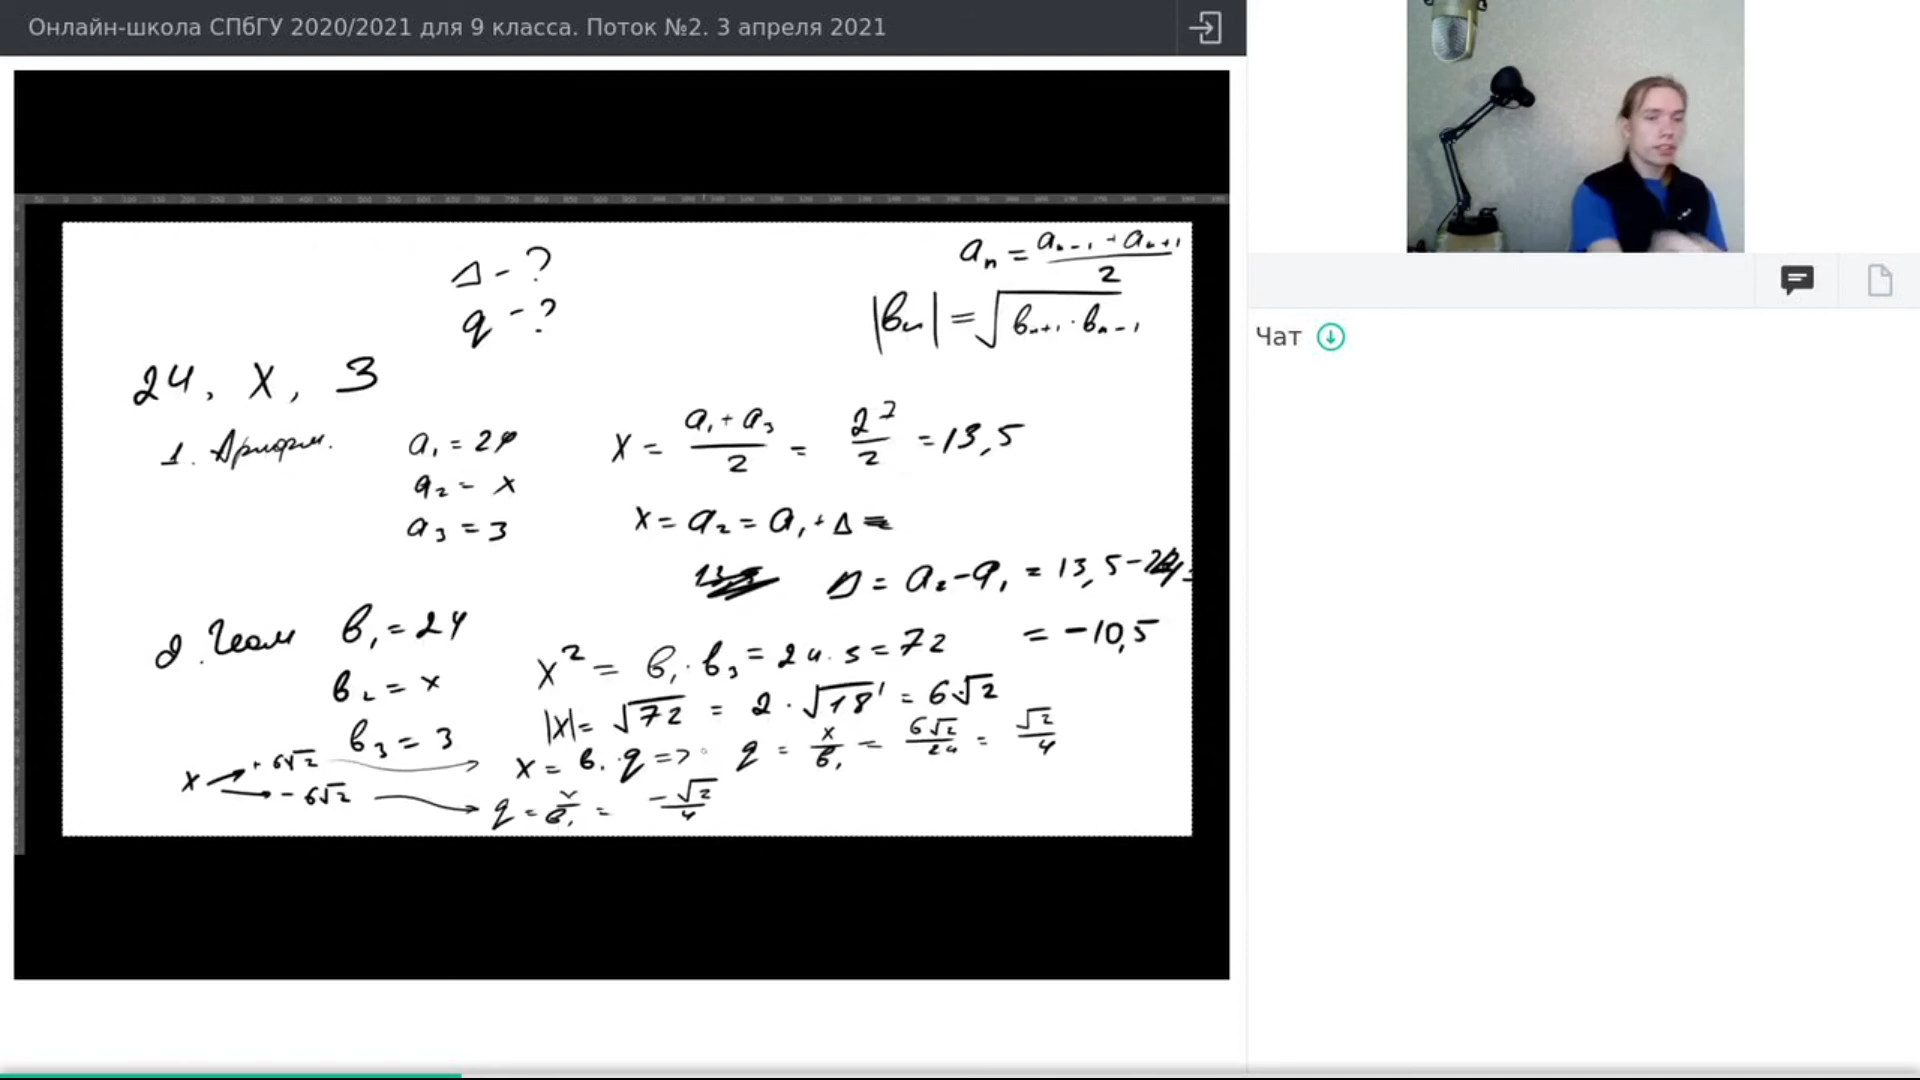 Онлайн-школа СПбГУ 2020/2021 для 9 класса. Поток №2. 3 апреля 2021
Чат
Δ - ?
q - ?
aₙ = (aₙ₋₁ + aₙ₊₁)/2
|bₙ| = √(bₙ₊₁ · bₙ₋₁)
24, x, 3
1. Арифм.
a₁ = 24
a₂ = x
a₃ = 3
x = (a₁ + a₃)/2 = 27/2 = 13,5
x = a₂ = a₁ + Δ
Δ = a₂ - a₁ = 13,5 - 24 =
= -10,5
2. Геом
b₁ = 24
b₂ = x
b₃ = 3
x² = b₁ · b₃ = 24 · 3 = 72
|x| = √72 = 2 · √18 = 6√2
x = b₁ · q => q = x/b₁ = 6√2/24 = √2/4
x
+ 6√2
- 6√2
q = x/b₁ = -√2/4